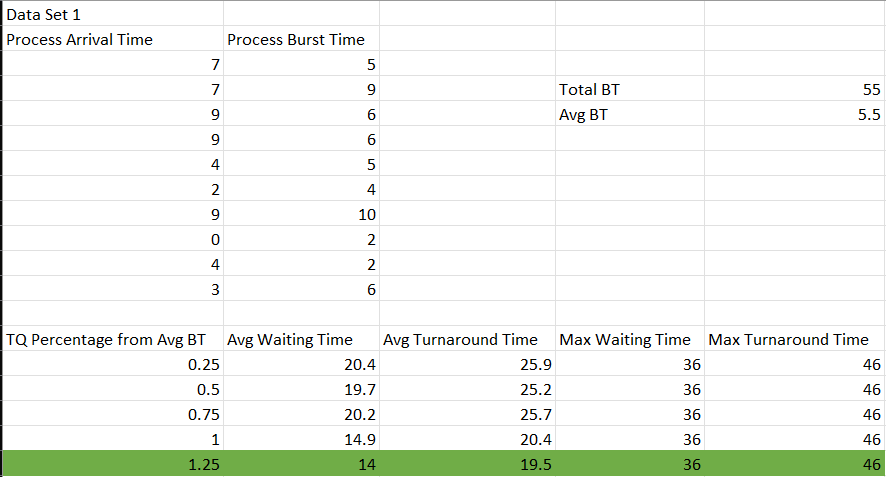 Data Set 1
Process Arrival Time Process Burst Time
7 5
7 9 Total BT 55
9 6 Avg BT 5.5
9 6
4 5
2 4
9 10
0 2
4 2
3 6
TQ Percentage from Avg BT Avg Waiting Time Avg Turnaround Time Max Waiting Time Max Turnaround Time
0.25 20.4 25.9 36 46
0.5 19.7 25.2 36 46
0.75 20.2 25.7 36 46
1 14.9 20.4 36 46
1.25 14 19.5 36 46